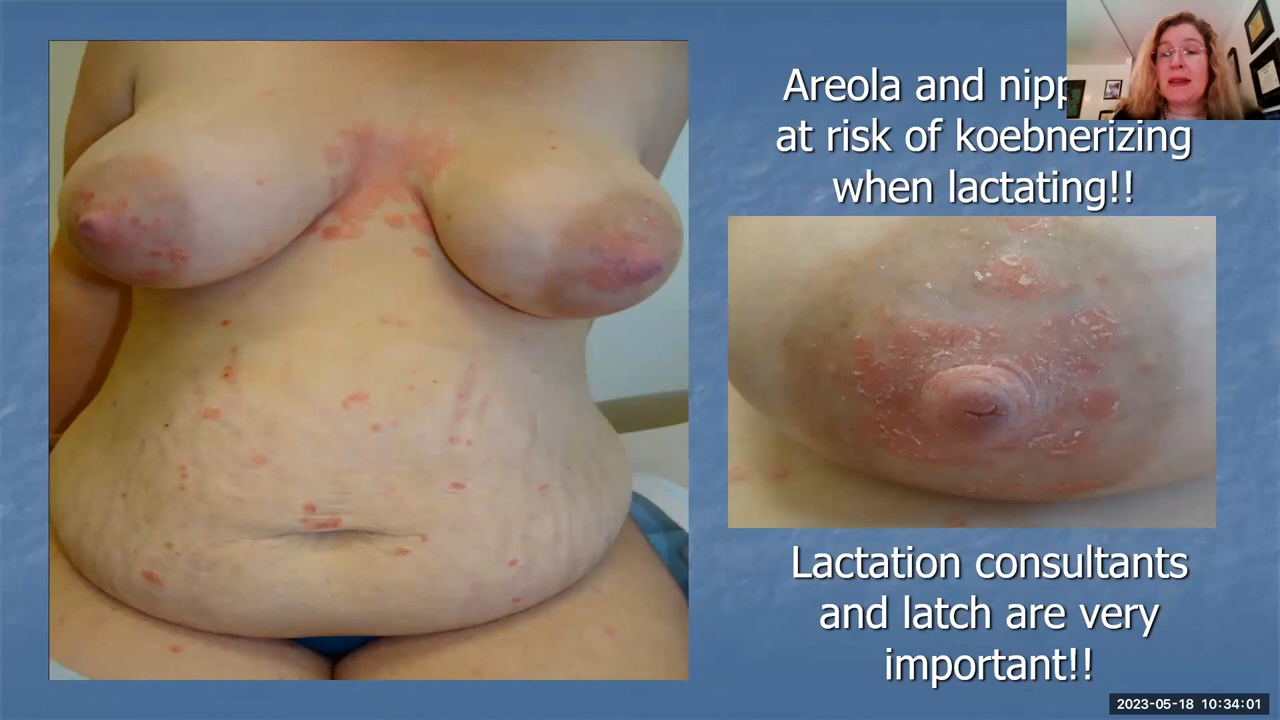 Areola and nipp
at risk of koebnerizing
when lactating!!
Lactation consultants
and latch are very
important!!
2023-05-18 10:34:01